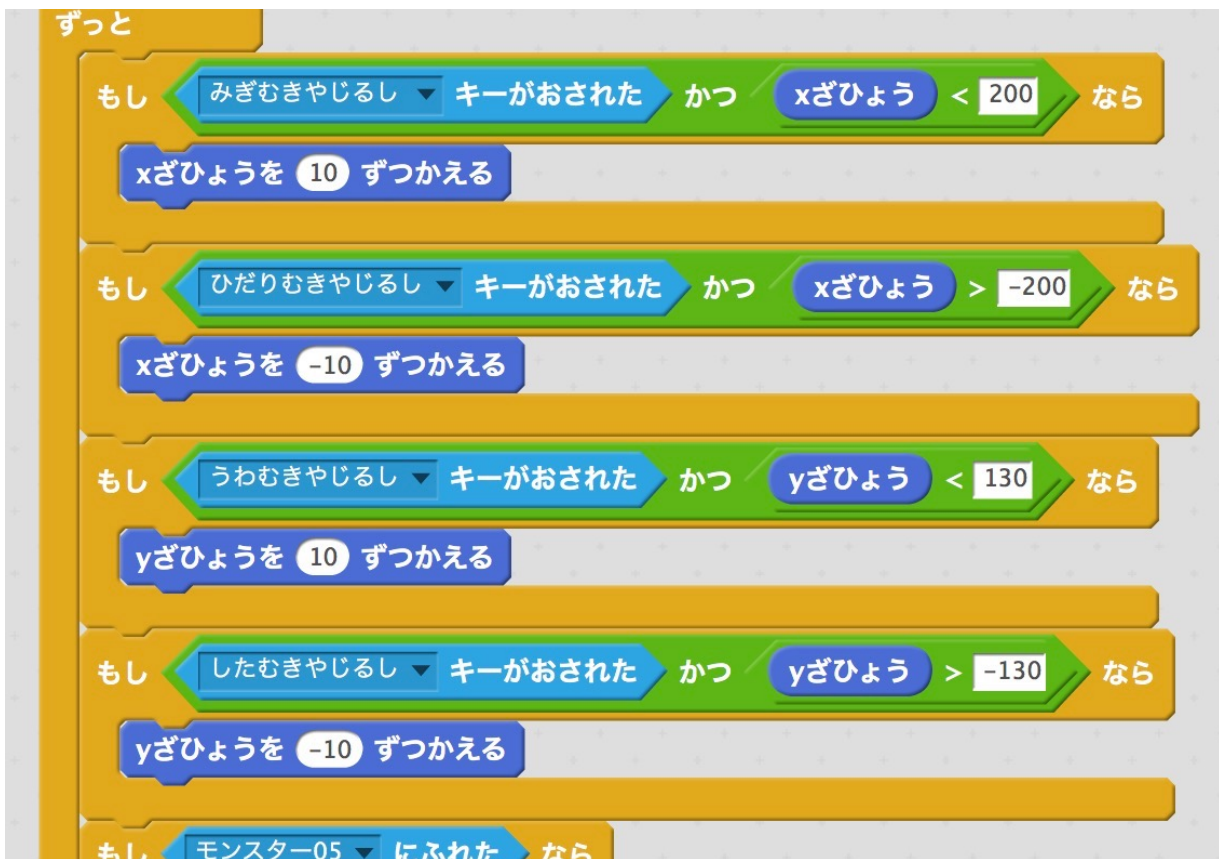 ずっと
もし みぎむきやじるし キーがおされた かつ xざひょう < 200 なら
xざひょうを 10 ずつかえる
もし ひだりむきやじるし キーがおされた かつ xざひょう > -200 なら
xざひょうを -10 ずつかえる
もし うわむきやじるし キーがおされた かつ yざひょう < 130 なら
yざひょうを 10 ずつかえる
もし したむきやじるし キーがおされた かつ yざひょう > -130 なら
yざひょうを -10 ずつかえる
もし モンスター05 にふれた なら